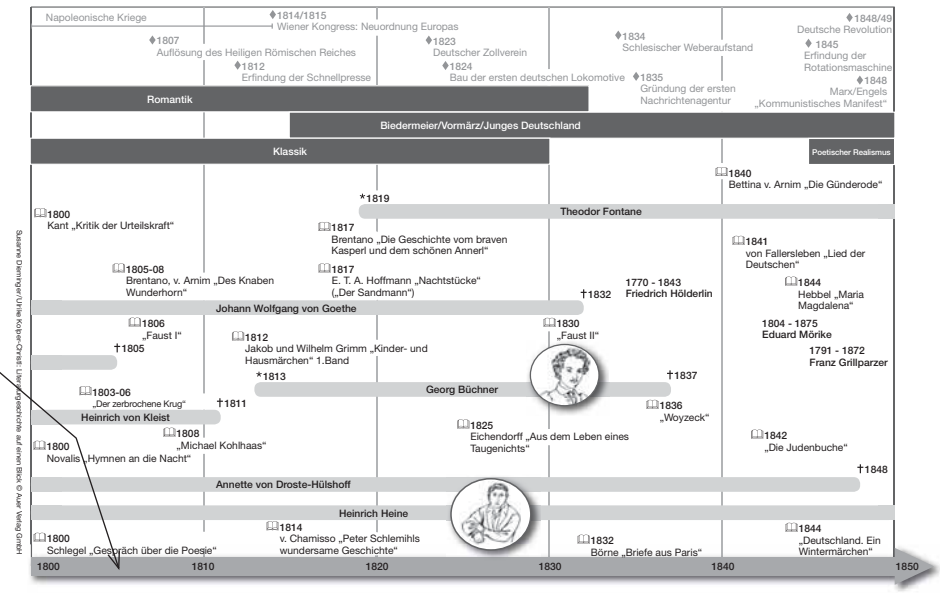 Napoleonische Kriege
♦1814/1815
Wiener Kongress: Neuordnung Europas
♦1848/49
Deutsche Revolution
♦1807
Auflösung des Heiligen Römischen Reiches
♦1823
Deutscher Zollverein
♦1834
Schlesischer Weberaufstand
♦1845
Erfindung der
Rotationsmaschine
♦1812
Erfindung der Schnellpresse
♦1824
Bau der ersten deutschen Lokomotive
♦1835
Gründung der ersten
Nachrichtenagentur
♦1848
Marx/Engels
„Kommunistisches Manifest“
Romantik
Biedermeier/Vormärz/Junges Deutschland
Klassik
Poetischer Realismus
1840
Bettina v. Arnim „Die Günderode“
*1819
Theodor Fontane
1800
Kant „Kritik der Urteilskraft“
1817
Brentano „Die Geschichte vom braven
Kasperl und dem schönen Annerl“
1841
von Fallersleben „Lied der
Deutschen“
1805-08
Brentano, v. Arnim „Des Knaben
Wunderhorn“
1817
E. T. A. Hoffmann „Nachtstücke“
(„Der Sandmann“)
1770 - 1843
Friedrich Hölderlin
1844
Hebbel „Maria
Magdalena“
†1832
Johann Wolfgang von Goethe
1806
„Faust I“
1812
Jakob und Wilhelm Grimm „Kinder- und
Hausmärchen“ 1.Band
1830
„Faust II“
1804 - 1875
Eduard Mörike
†1805
1791 - 1872
Franz Grillparzer
*1813
Georg Büchner
†1837
1803-06
„Der zerbrochene Krug“
†1811
Heinrich von Kleist
1836
„Woyzeck“
1808
„Michael Kohlhaas“
1825
Eichendorff „Aus dem Leben eines
Taugenichts“
1842
„Die Judenbuche“
1800
Novalis „Hymnen an die Nacht“
†1848
Annette von Droste-Hülshoff
Heinrich Heine
1800
Schlegel „Gespräch über die Poesie“
1814
v. Chamisso „Peter Schlemihls
wundersame Geschichte“
1832
Börne „Briefe aus Paris“
1844
„Deutschland. Ein
Wintermärchen“
1800 1810 1820 1830 1840 1850
Susanne Dieminger/Ulrike Kolper-Christi: Literaturgeschichte auf einen Blick © Auer Verlag GmbH